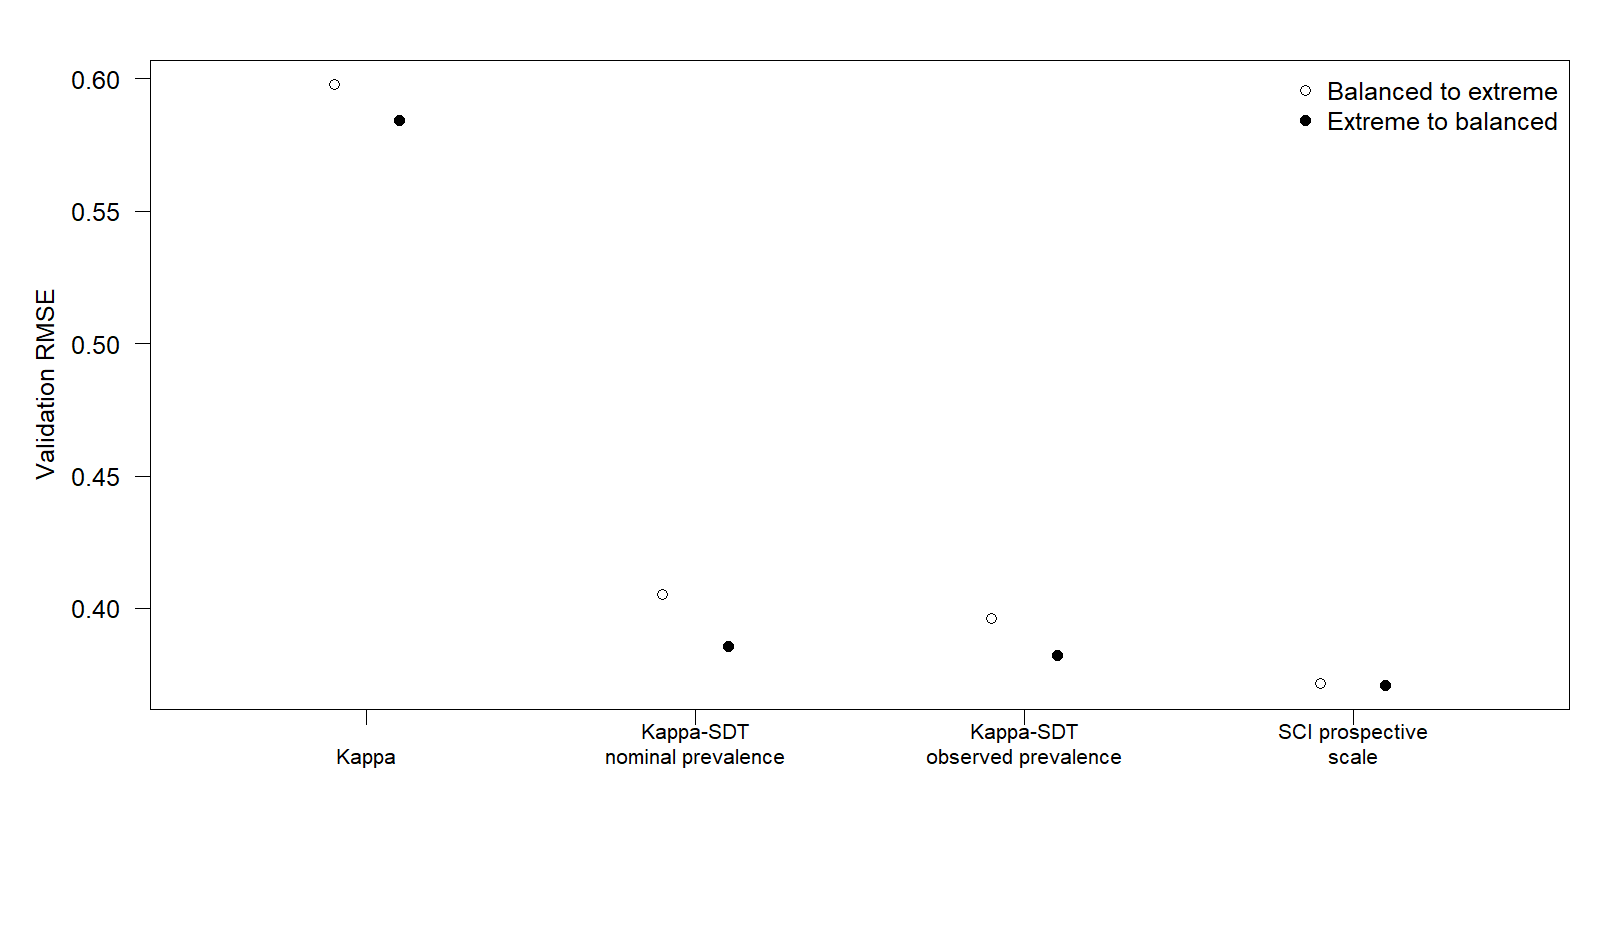 0.60
0.55
0.50
0.45
0.40
Validation RMSE
Balanced to extreme
Extreme to balanced
Kappa
Kappa-SDT
nominal prevalence
Kappa-SDT
observed prevalence
SCI prospective
scale